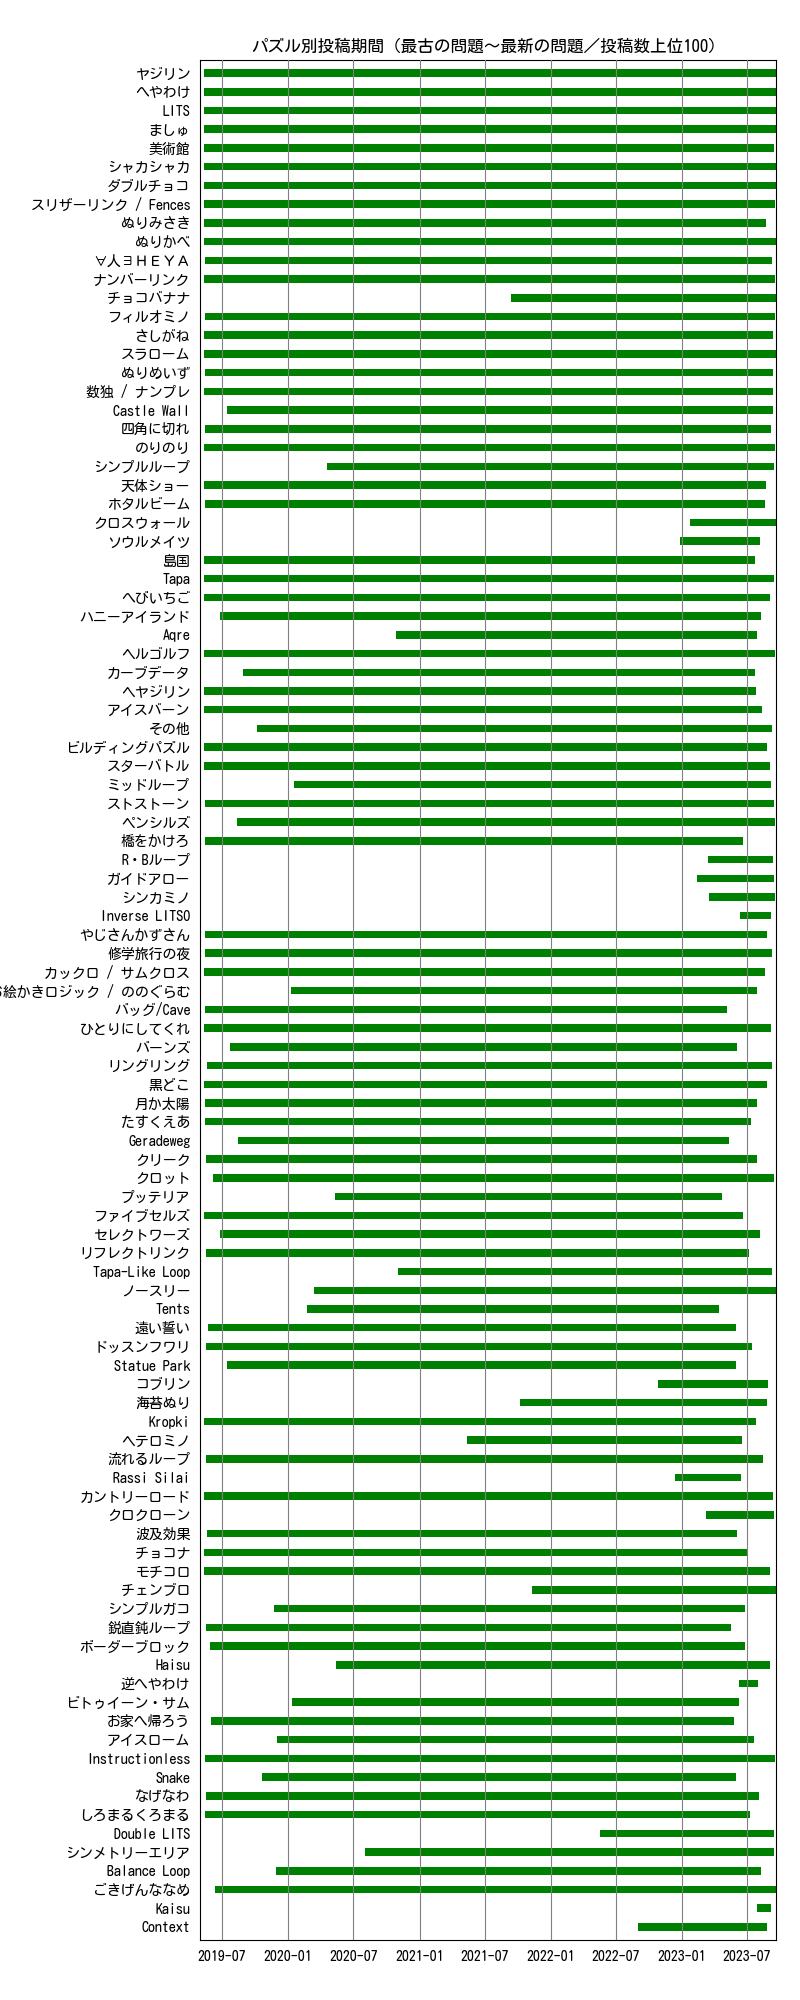 パズル別投稿期間（最古の問題～最新の問題／投稿数上位100）
ヤジリン
へやわけ
LITS
ましゅ
美術館
シャカシャカ
ダブルチョコ
スリザーリンク / Fences
ぬりみさき
ぬりかべ
∀人∃ＨＥＹＡ
ナンバーリンク
チョコバナナ
フィルオミノ
さしがね
スラローム
ぬりめいず
数独 / ナンプレ
Castle Wall
四角に切れ
のりのり
シンプルループ
天体ショー
ホタルビーム
クロスウォール
ソウルメイツ
島国
Tapa
へびいちご
ハニーアイランド
Aqre
ヘルゴルフ
カーブデータ
ヘヤジリン
アイスバーン
その他
ビルディングパズル
スターバトル
ミッドループ
ストストーン
ペンシルズ
橋をかけろ
R・Bループ
ガイドアロー
シンカミノ
Inverse LITSO
やじさんかずさん
修学旅行の夜
カックロ / サムクロス
絵かきロジック / ののぐらむ
バッグ/Cave
ひとりにしてくれ
バーンズ
リングリング
黒どこ
月か太陽
たすくえあ
Geradeweg
クリーク
クロット
プッテリア
ファイブセルズ
セレクトワーズ
リフレクトリンク
Tapa-Like Loop
ノースリー
Tents
遠い誓い
ドッスンフワリ
Statue Park
コブリン
海苔ぬり
Kropki
ヘテロミノ
流れるループ
Rassi Silai
カントリーロード
クロクローン
波及効果
チョコナ
モチコロ
チェンブロ
シンプルガコ
鋭直鈍ループ
ボーダーブロック
Haisu
逆へやわけ
ビトゥイーン・サム
お家へ帰ろう
アイスローム
Instructionless
Snake
なげなわ
しろまるくろまる
Double LITS
シンメトリーエリア
Balance Loop
ごきげんななめ
Kaisu
Context
2019-07 2020-01 2020-07 2021-01 2021-07 2022-01 2022-07 2023-01 2023-07